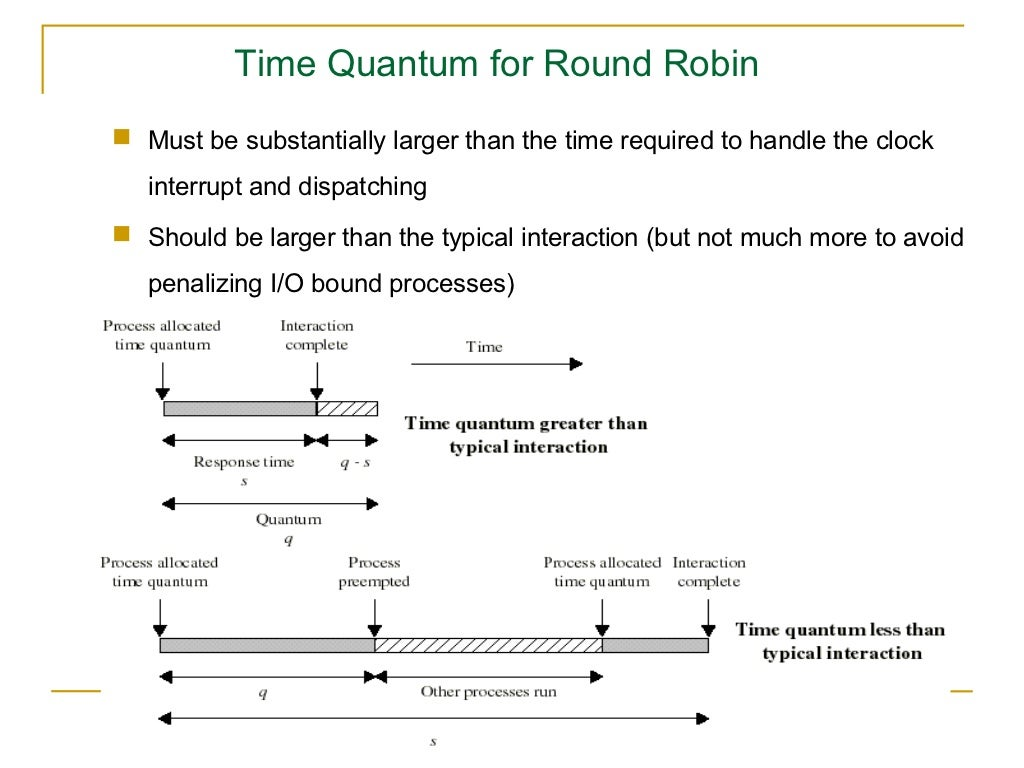 Time Quantum for Round Robin
Must be substantially larger than the time required to handle the clock
interrupt and dispatching
Should be larger than the typical interaction (but not much more to avoid
penalizing I/O bound processes)
Process allocated
time quantum
Interaction
complete
Time
Time quantum greater than
typical interaction
Response time
s
q - s
Quantum
q
Process allocated
time quantum
Process
preempted
Process allocated
time quantum
Interaction
complete
Time quantum less than
typical interaction
q
Other processes run
s